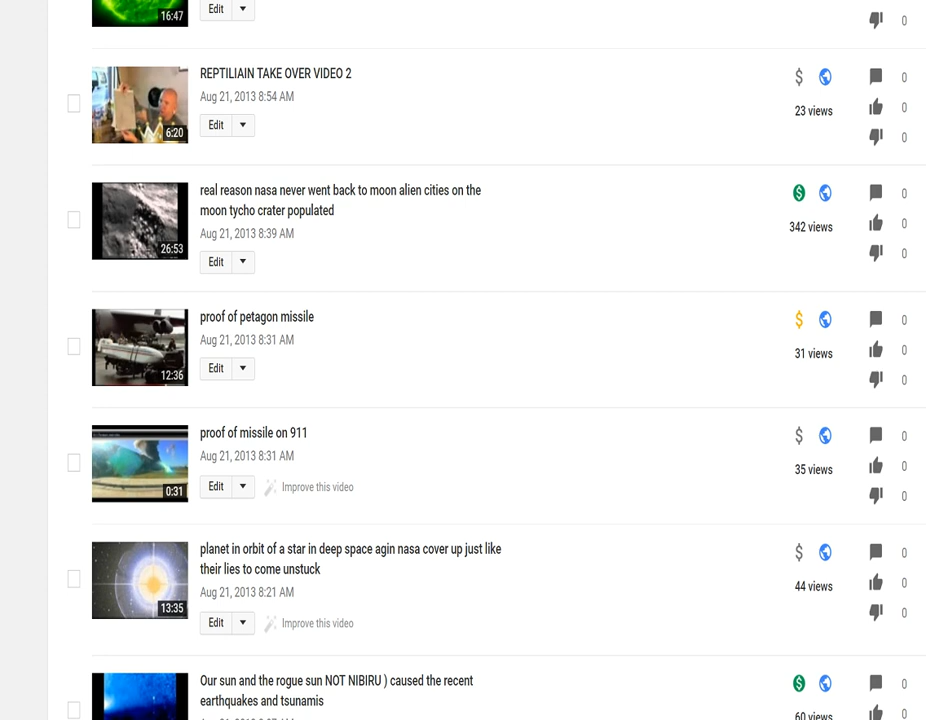 16:47
Edit
0
REPTILIAIN TAKE OVER VIDEO 2
Aug 21, 2013 8:54 AM
Edit
6:20
$
23 views
0
0
0
real reason nasa never went back to moon alien cities on the
moon tycho crater populated
Aug 21, 2013 8:39 AM
Edit
26:53
$
342 views
0
0
0
proof of petagon missile
Aug 21, 2013 8:31 AM
Edit
12:36
$
31 views
0
0
0
proof of missile on 911
Aug 21, 2013 8:31 AM
Edit
Improve this video
0:31
$
35 views
0
0
0
planet in orbit of a star in deep space agin nasa cover up just like
their lies to come unstuck
Aug 21, 2013 8:21 AM
Edit
Improve this video
13:35
$
44 views
0
0
0
Our sun and the rogue sun NOT NIBIRU ) caused the recent
earthquakes and tsunamis
$
60 views
0
0